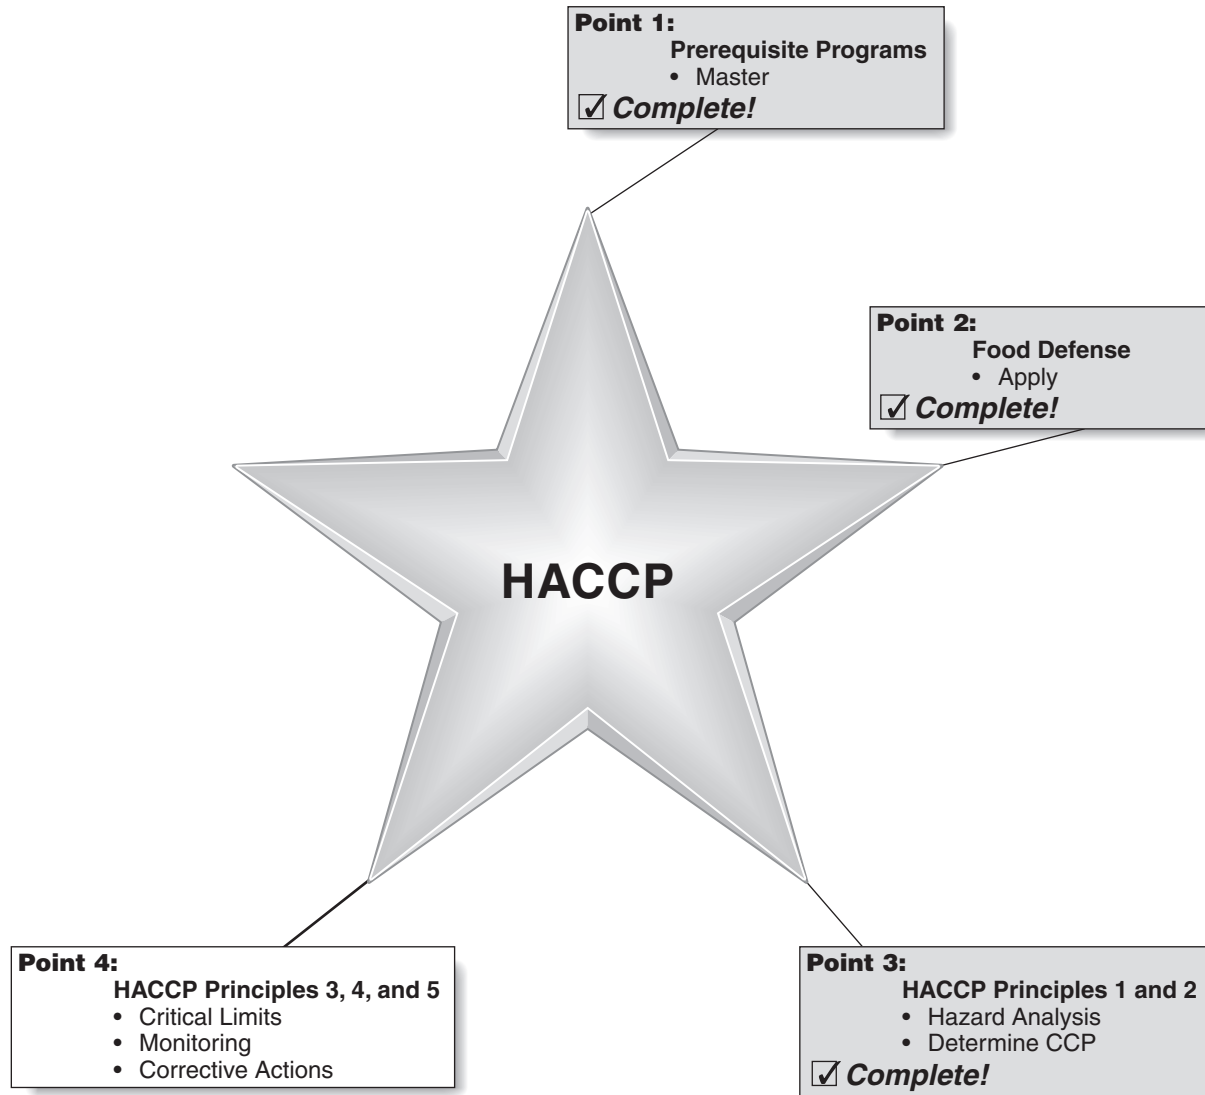 Point 1:
Prerequisite Programs
• Master
☑ Complete!
Point 2:
Food Defense
• Apply
☑ Complete!
HACCP
Point 4:
HACCP Principles 3, 4, and 5
• Critical Limits
• Monitoring
• Corrective Actions
Point 3:
HACCP Principles 1 and 2
• Hazard Analysis
• Determine CCP
☑ Complete!